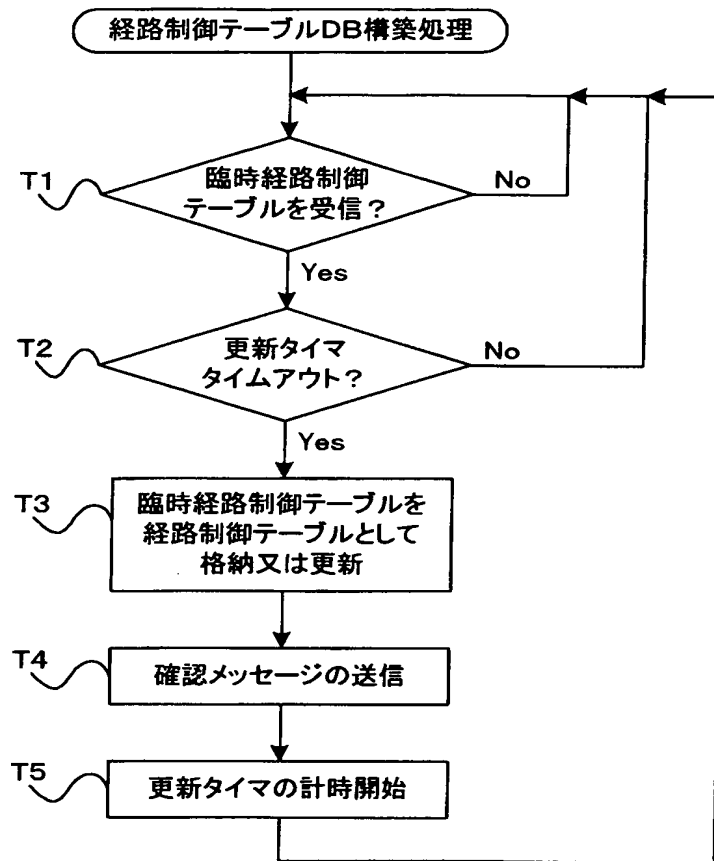 経路制御テーブルDB構築処理
T1
臨時経路制御
テーブルを受信？
No
Yes
T2
更新タイマ
タイムアウト？
No
Yes
T3
臨時経路制御テーブルを
経路制御テーブルとして
格納又は更新
T4
確認メッセージの送信
T5
更新タイマの計時開始